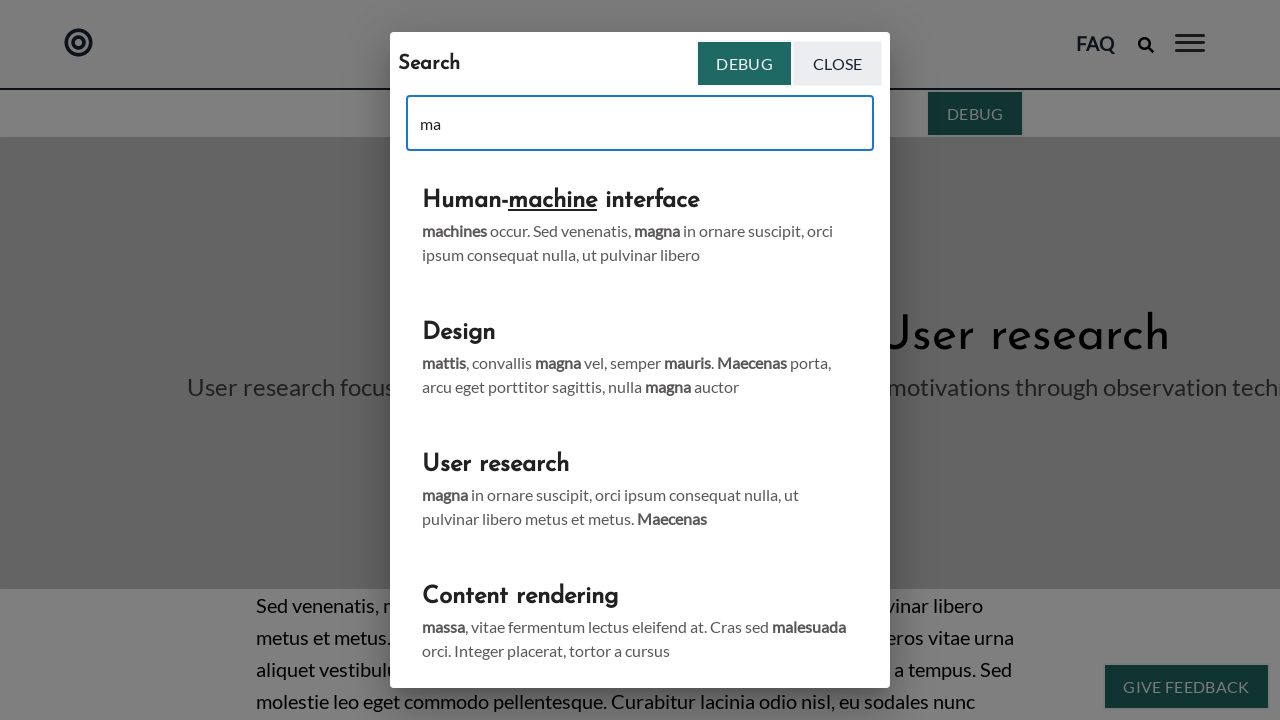 FAQ
DEBUG
User research
User research focus
motivations through observation tech
Search
DEBUG
CLOSE
ma
Human-machine interface
machines occur. Sed venenatis, magna in ornare suscipit, orci
ipsum consequat nulla, ut pulvinar libero
Design
mattis, convallis magna vel, semper mauris. Maecenas porta,
arcu eget porttitor sagittis, nulla magna auctor
User research
magna in ornare suscipit, orci ipsum consequat nulla, ut
pulvinar libero metus et metus. Maecenas
Content rendering
massa, vitae fermentum lectus eleifend at. Cras sed malesuada
orci. Integer placerat, tortor a cursus
Sed venenatis, vinar libero
metus et metus. eros vitae urna
aliquet vestibulu a tempus. Sed
molestie leo eget commodo pellentesque. Curabitur lacinia odio nisl, eu sodales nunc
GIVE FEEDBACK